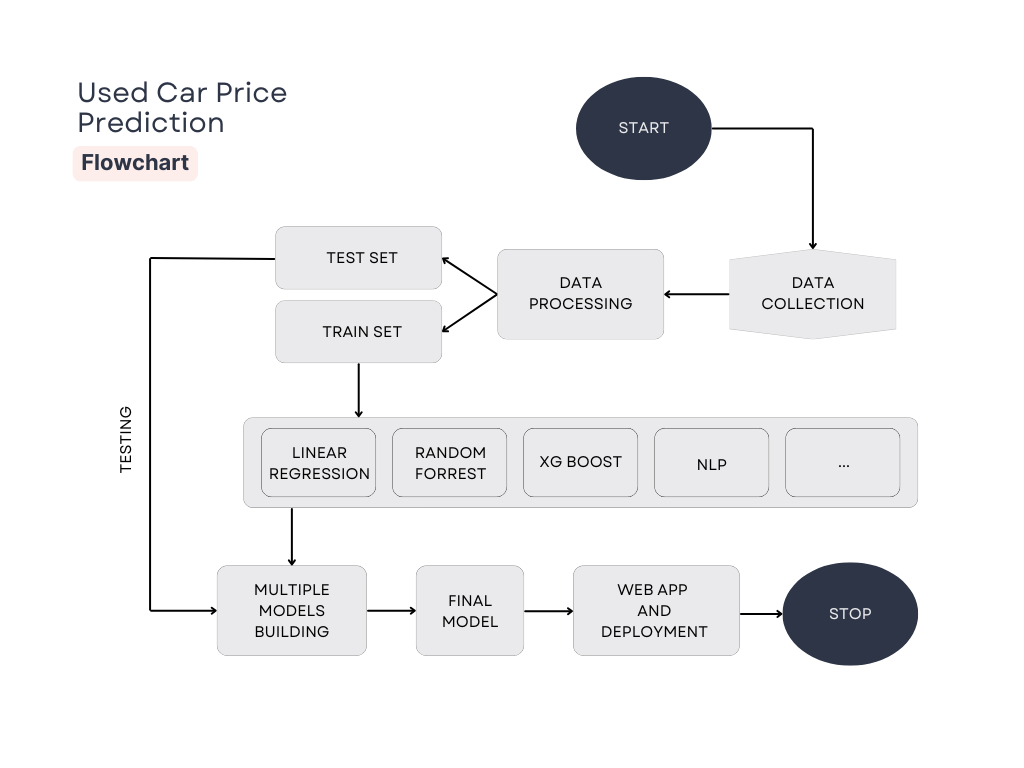 Used Car Price
Prediction
Flowchart
START
TEST SET
TRAIN SET
DATA
PROCESSING
DATA
COLLECTION
TESTING
LINEAR
REGRESSION
RANDOM
FORREST
XG BOOST
NLP
...
MULTIPLE
MODELS
BUILDING
FINAL
MODEL
WEB APP
AND
DEPLOYMENT
STOP